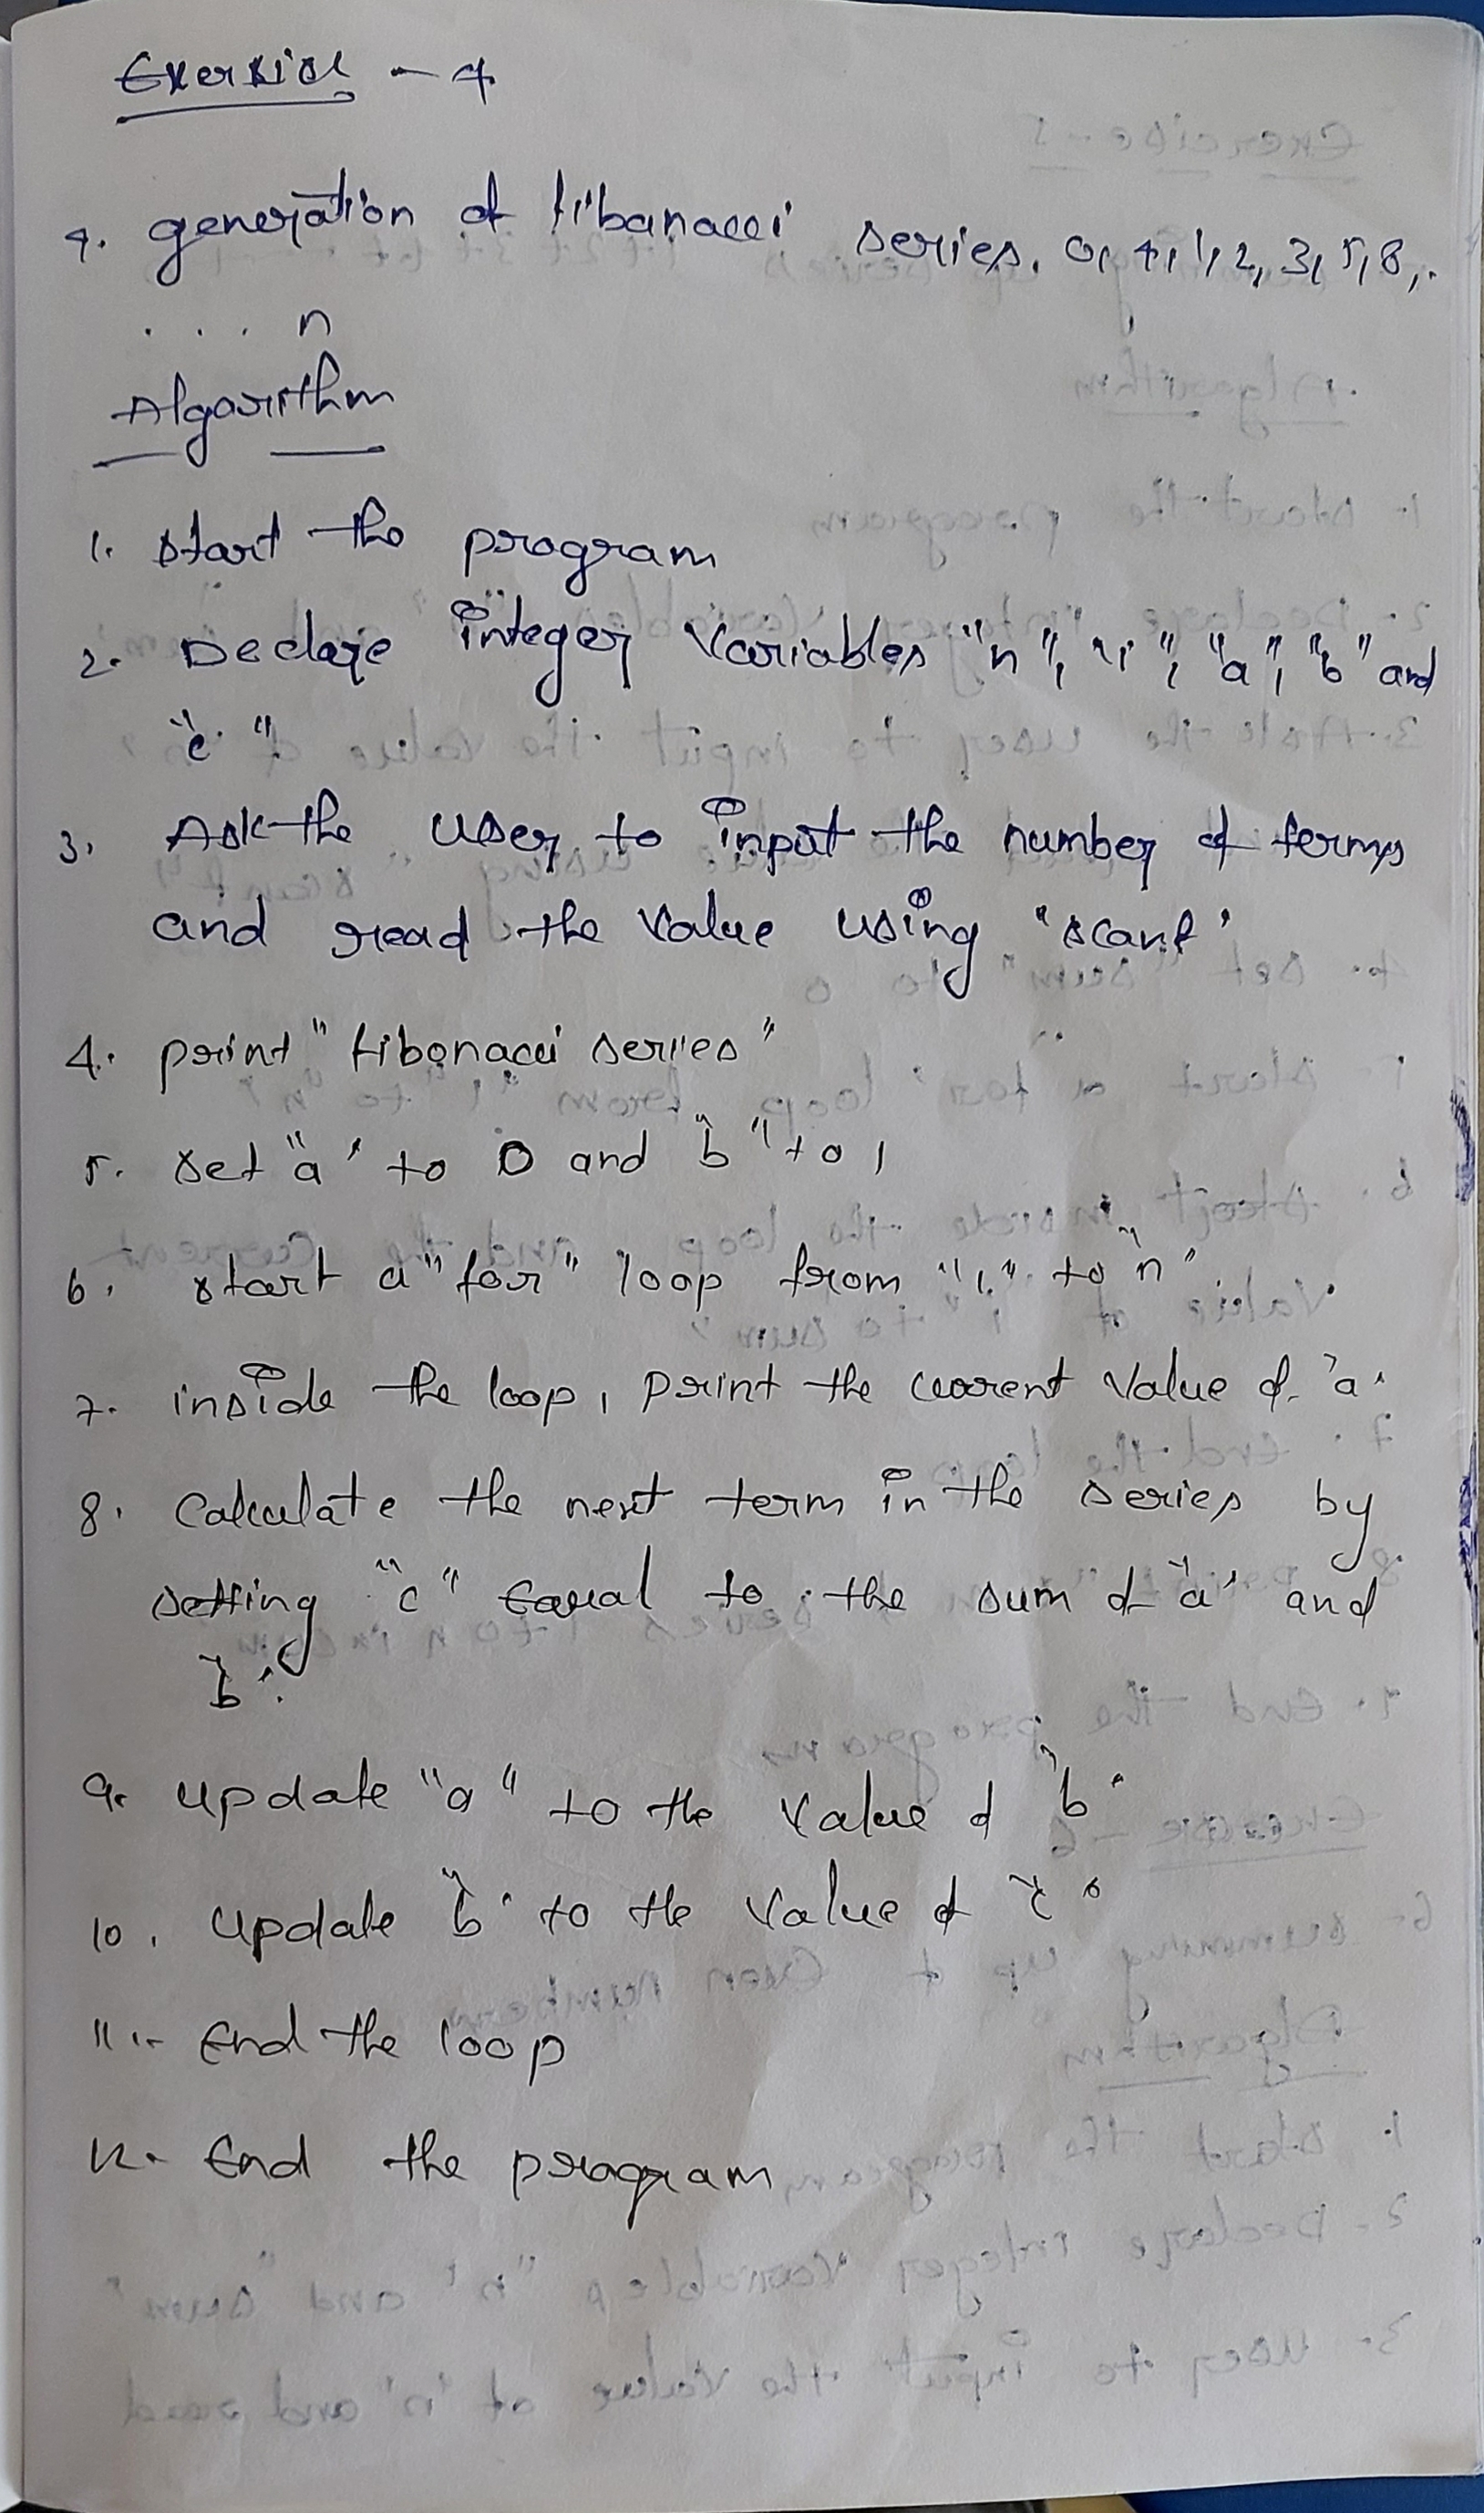 Exersice - 4
4. generation of fibanacci series. 0, 1, 1, 2, 3, 5, 8, .
. . . . n
Algorithm
1. start the program
2. Declare integer variables "n", "i", "a", "b" and
"c"
3. Ask the user to input the number of terms
and read the value using "scanf"
4. print "fibonacci series"
5. set "a" to 0 and "b" to 1
6. start a "for" loop from "1" to "n".
7. inside the loop, print the current value of "a"
8. Calculate the next term in the series by
setting "c" Equal to the sum of "a" and
"b".
9. update "a" to the value of "b"
10. update "b" to the value of "c"
11. End the loop
12. End the program